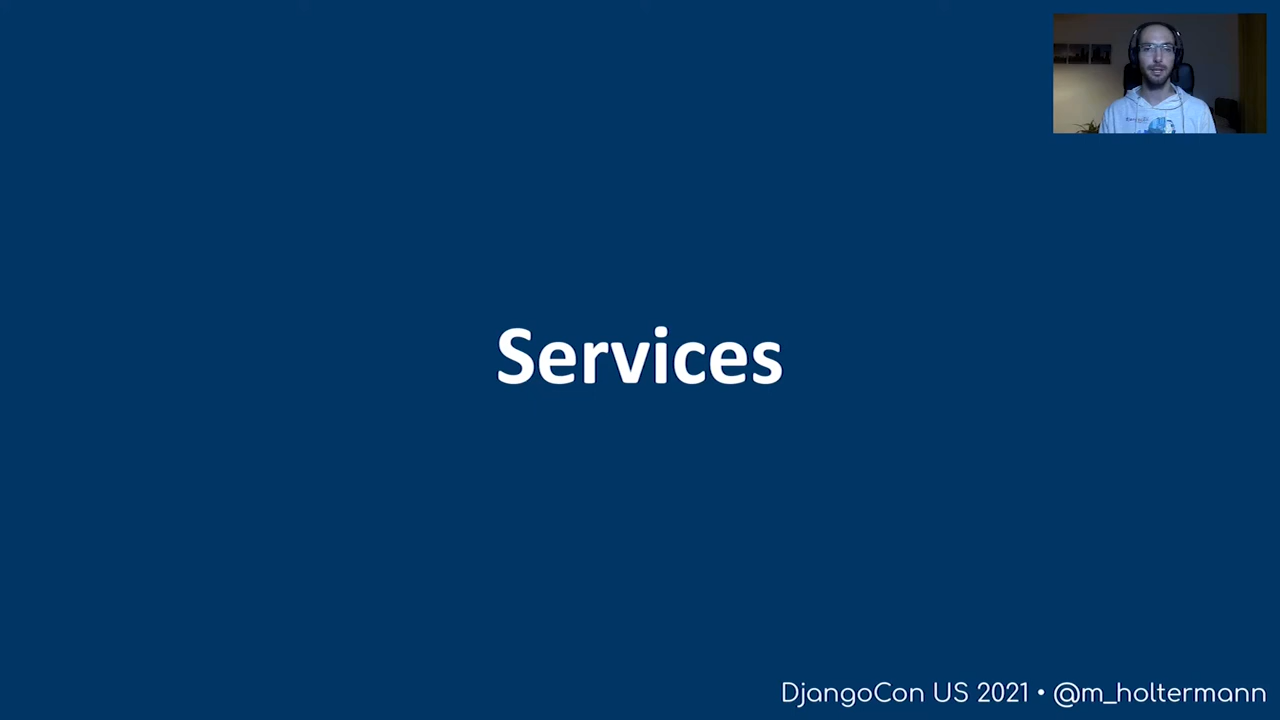 Services
DjangoCon US 2021 • @m_holtermann